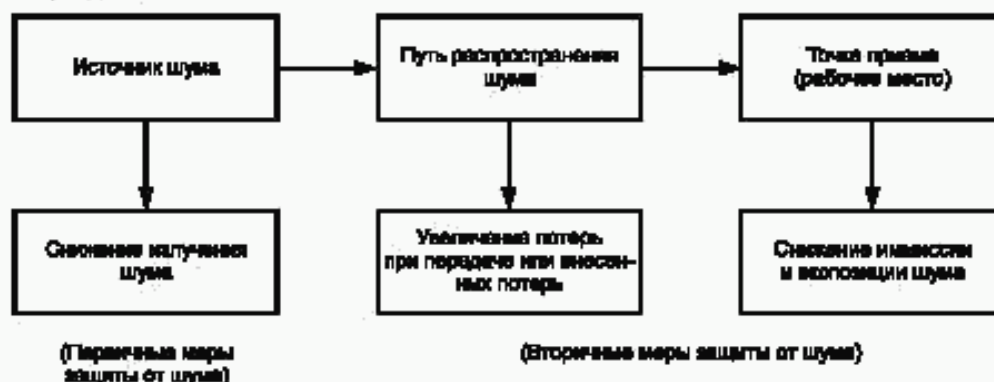 Источник шума
Путь распространения
шума
Точка приема
(рабочее место)
Снижение излучения
шума
Увеличение потерь
при передаче или внесен-
ных потерь
Снижение иммиссии
и экспозиции шума
(Первичные меры
защиты от шума)
(Вторичные меры защиты от шума)